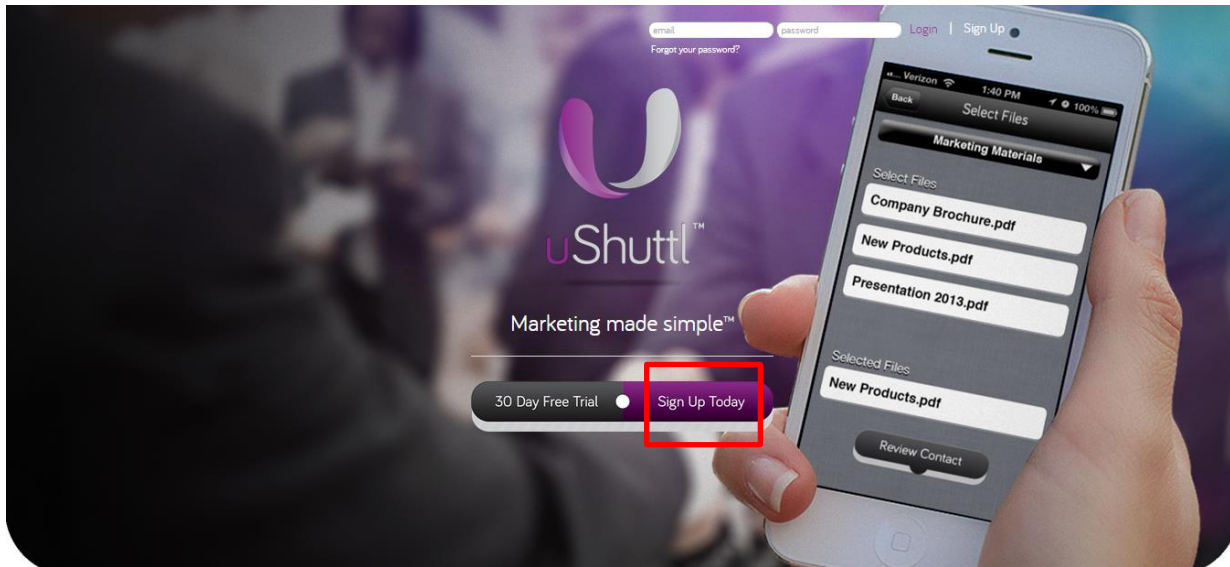 email password Login | Sign Up
Forgot your password?
uShuttl™
Marketing made simple™
30 Day Free Trial Sign Up Today
Verizon 1:40 PM 100%
Back Select Files
Marketing Materials
Select Files
Company Brochure.pdf
New Products.pdf
Presentation 2013.pdf
Selected Files
New Products.pdf
Review Contact